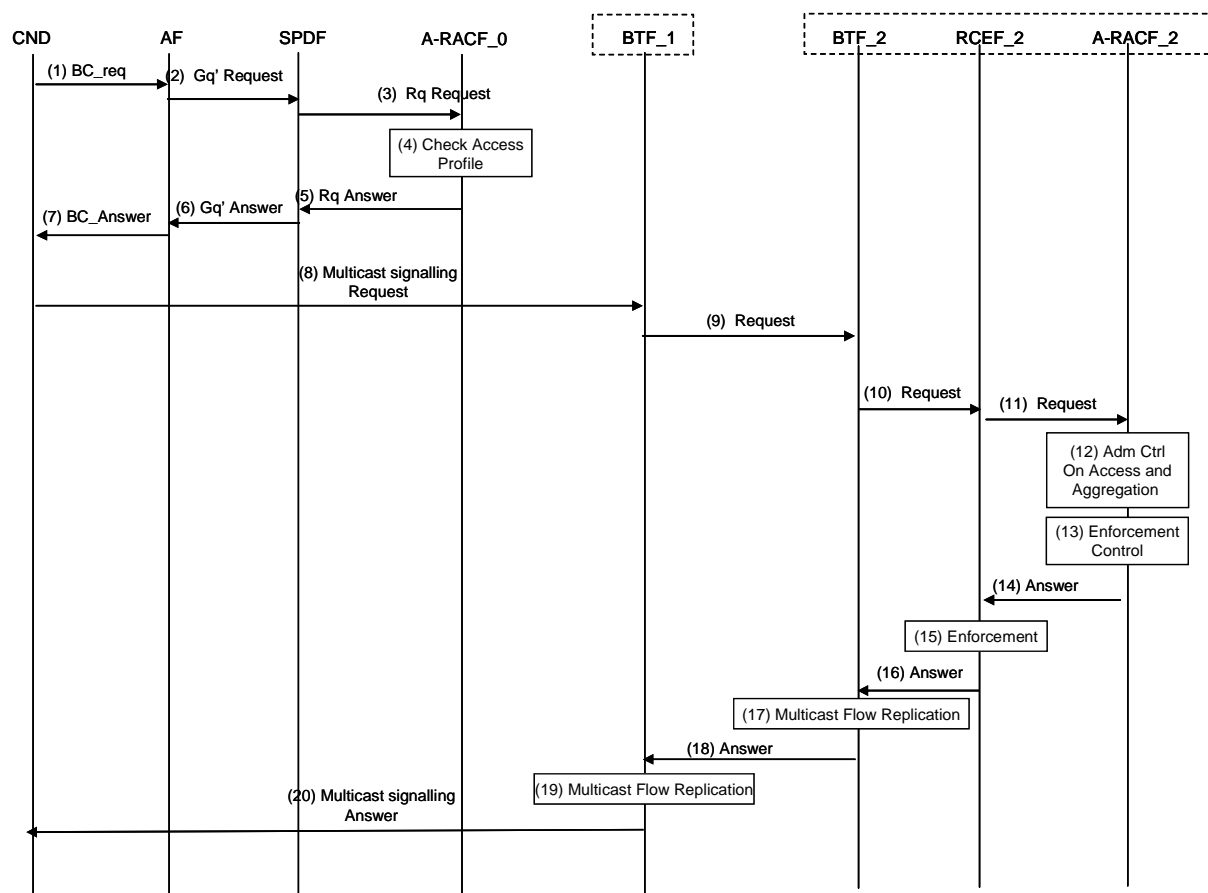 CND AF SPDF A-RACF_0 BTF_1 BTF_2 RCEF_2 A-RACF_2
(1) BC_req
(2) Gq' Request
(3) Rq Request
(4) Check Access
Profile
(5) Rq Answer
(6) Gq' Answer
(7) BC_Answer
(8) Multicast signalling
Request
(9) Request
(10) Request
(11) Request
(12) Adm Ctrl
On Access and
Aggregation
(13) Enforcement
Control
(14) Answer
(15) Enforcement
(16) Answer
(17) Multicast Flow Replication
(18) Answer
(19) Multicast Flow Replication
(20) Multicast signalling
Answer